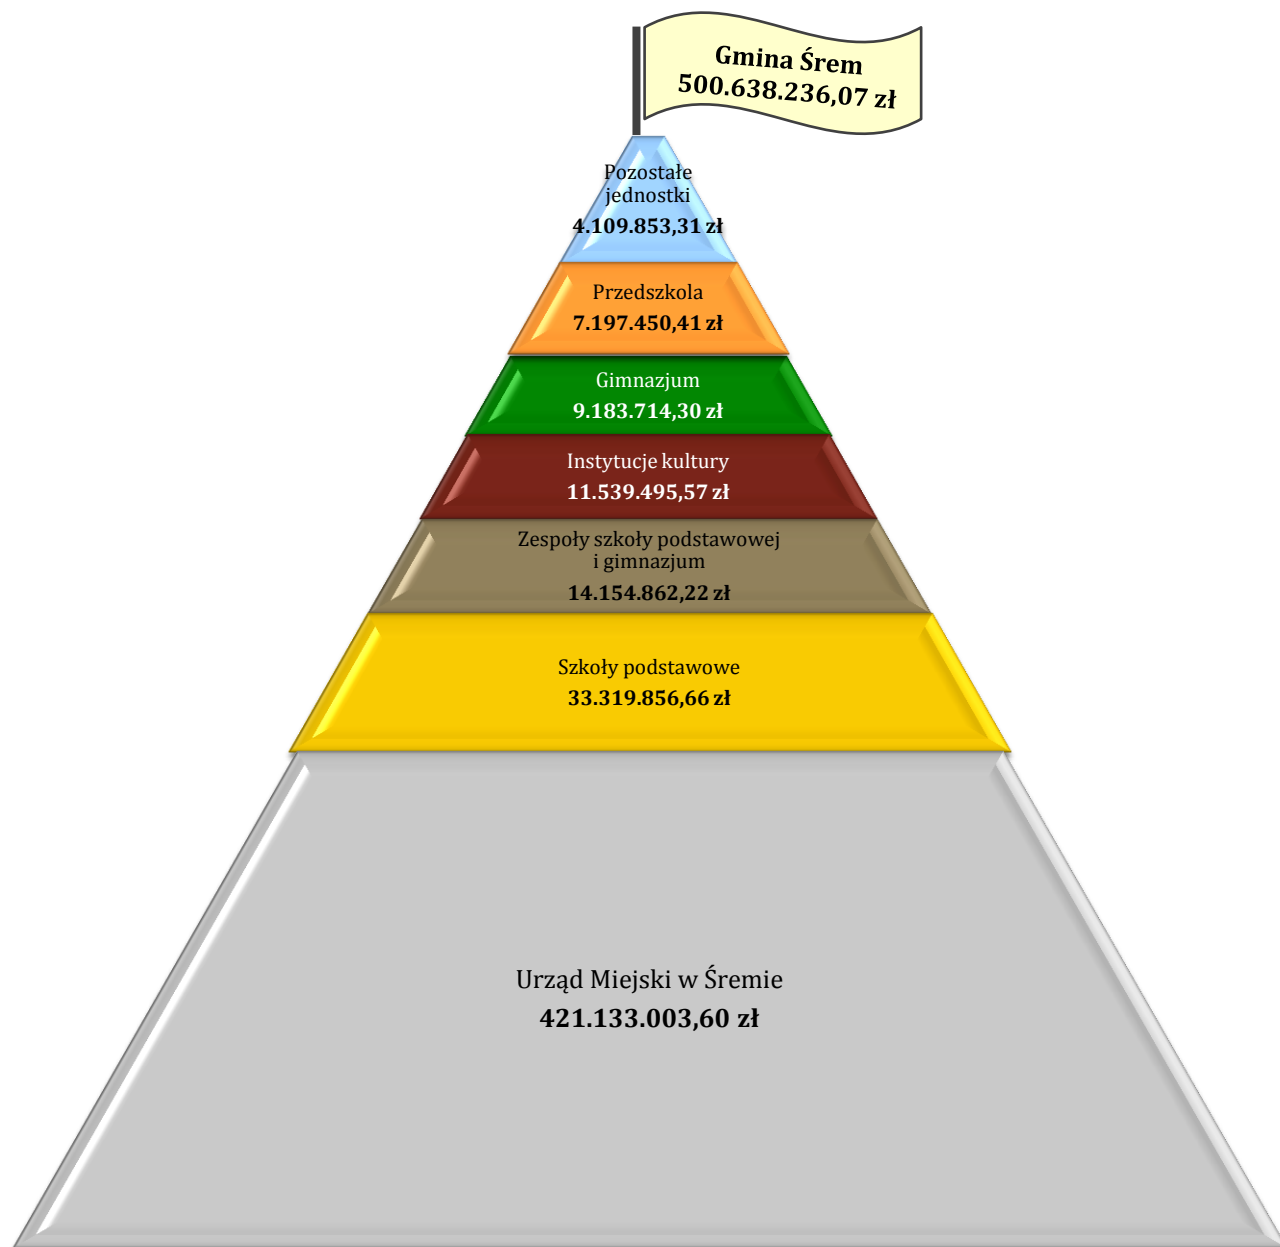 Gmina Śrem
500.638.236,07 zł
Pozostałe
jednostki
4.109.853,31 zł
Przedszkola
7.197.450,41 zł
Gimnazjum
9.183.714,30 zł
Instytucje kultury
11.539.495,57 zł
Zespoły szkoły podstawowej
i gimnazjum
14.154.862,22 zł
Szkoły podstawowe
33.319.856,66 zł
Urząd Miejski w Śremie
421.133.003,60 zł